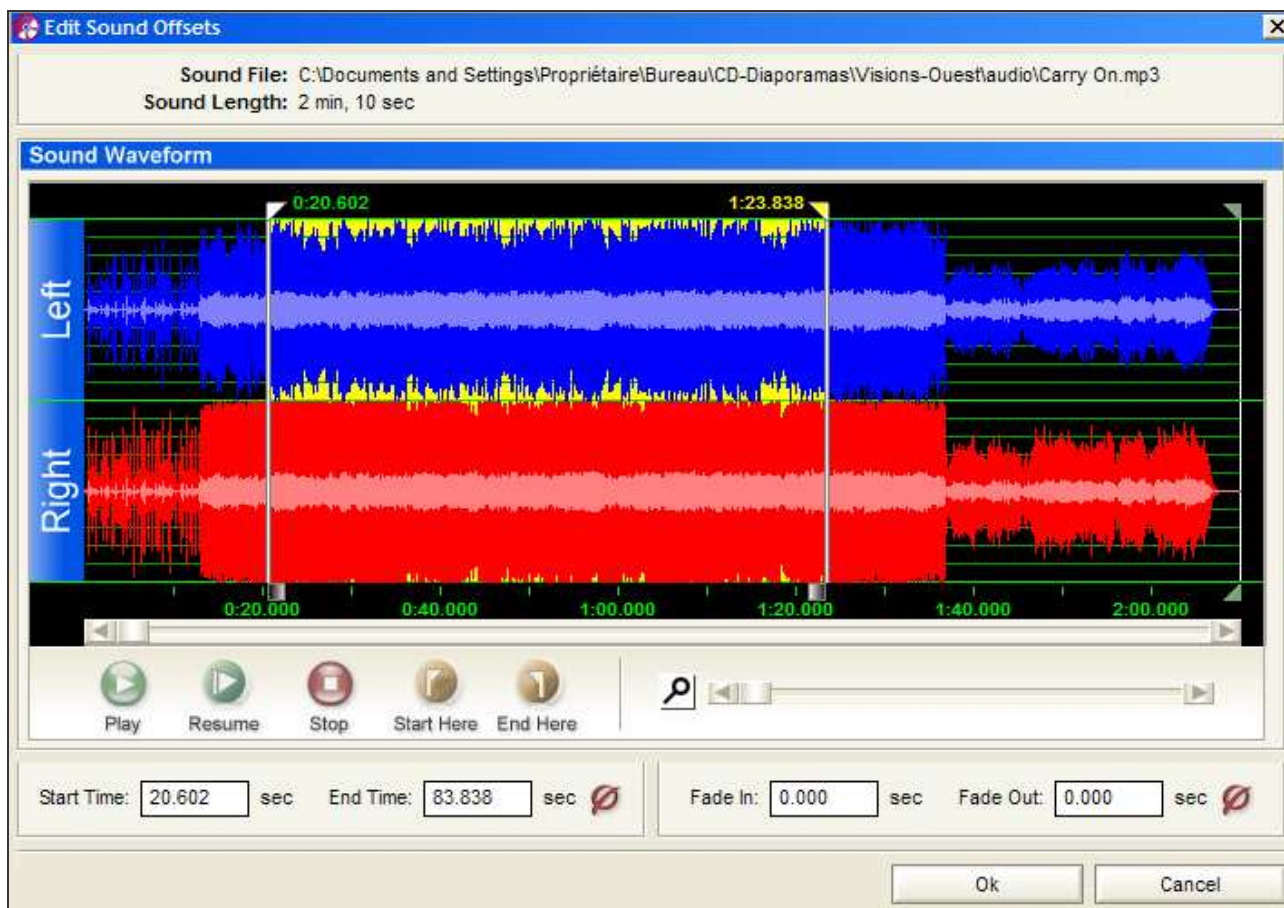 Edit Sound Offsets
Sound File: C:\Documents and Settings\Propriétaire\Bureau\CD-Diaporamas\Visions-Ouest\audio\Carry On.mp3
Sound Length: 2 min, 10 sec
Sound Waveform
0:20.602 1:23.838
Left
Right
0:20.000 0:40.000 1:00.000 1:20.000 1:40.000 2:00.000
Play Resume Stop Start Here End Here
Start Time: 20.602 sec End Time: 83.838 sec Fade In: 0.000 sec Fade Out: 0.000 sec
Ok Cancel